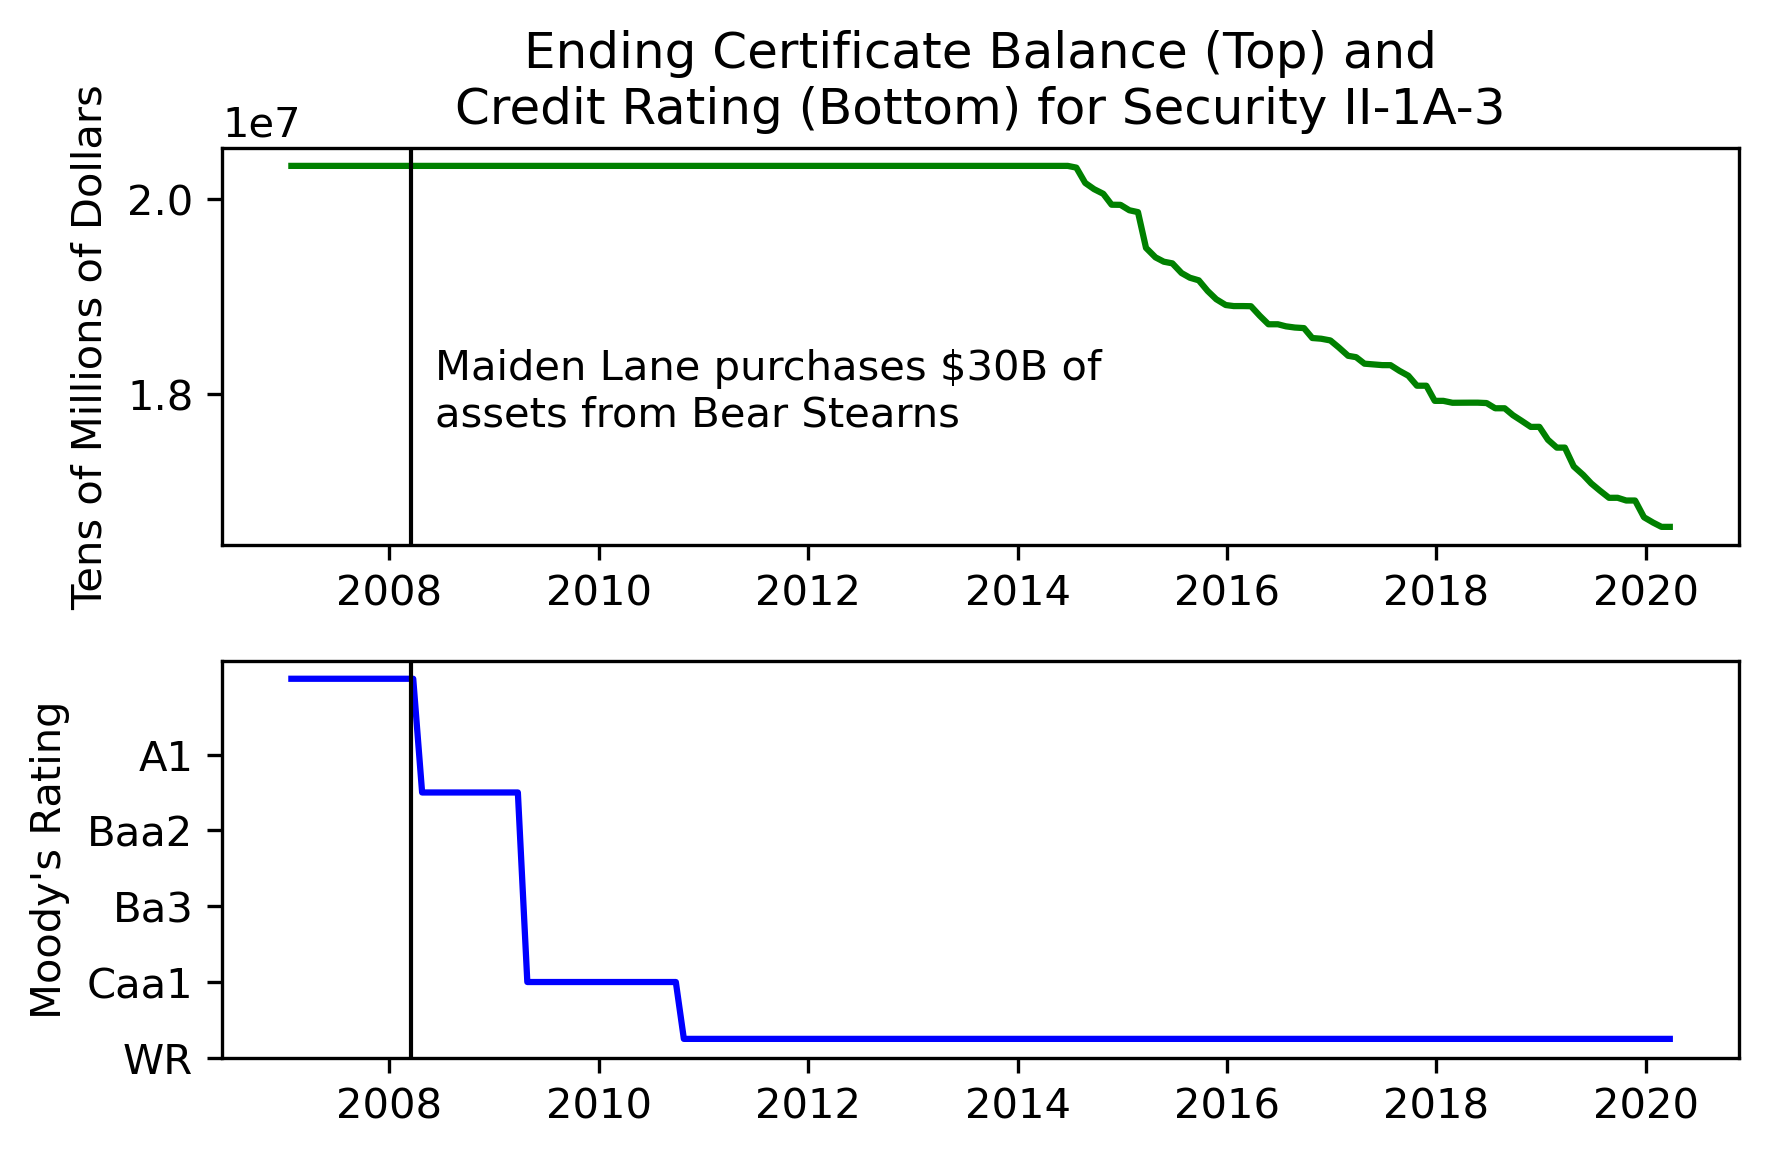 Ending Certificate Balance (Top) and
Credit Rating (Bottom) for Security II-1A-3
1e7
Tens of Millions of Dollars
2.0
1.8
Maiden Lane purchases $30B of
assets from Bear Stearns
2008 2010 2012 2014 2016 2018 2020
Moody's Rating
A1
Baa2
Ba3
Caa1
WR
2008 2010 2012 2014 2016 2018 2020